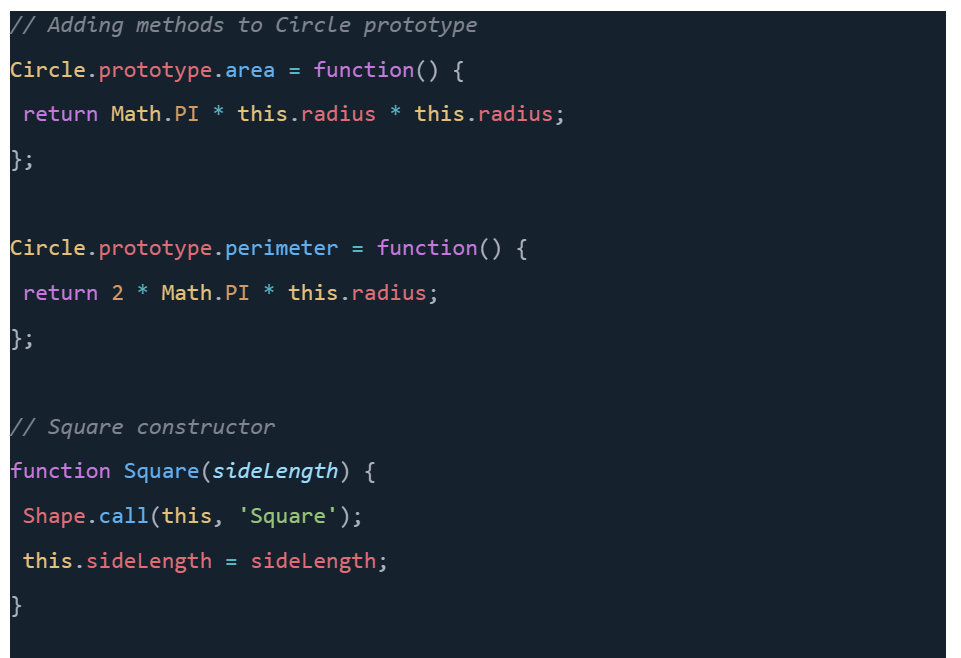 // Adding methods to Circle prototype
Circle.prototype.area = function() {
 return Math.PI * this.radius * this.radius;
};

Circle.prototype.perimeter = function() {
 return 2 * Math.PI * this.radius;
};

// Square constructor
function Square(sideLength) {
 Shape.call(this, 'Square');
 this.sideLength = sideLength;
}